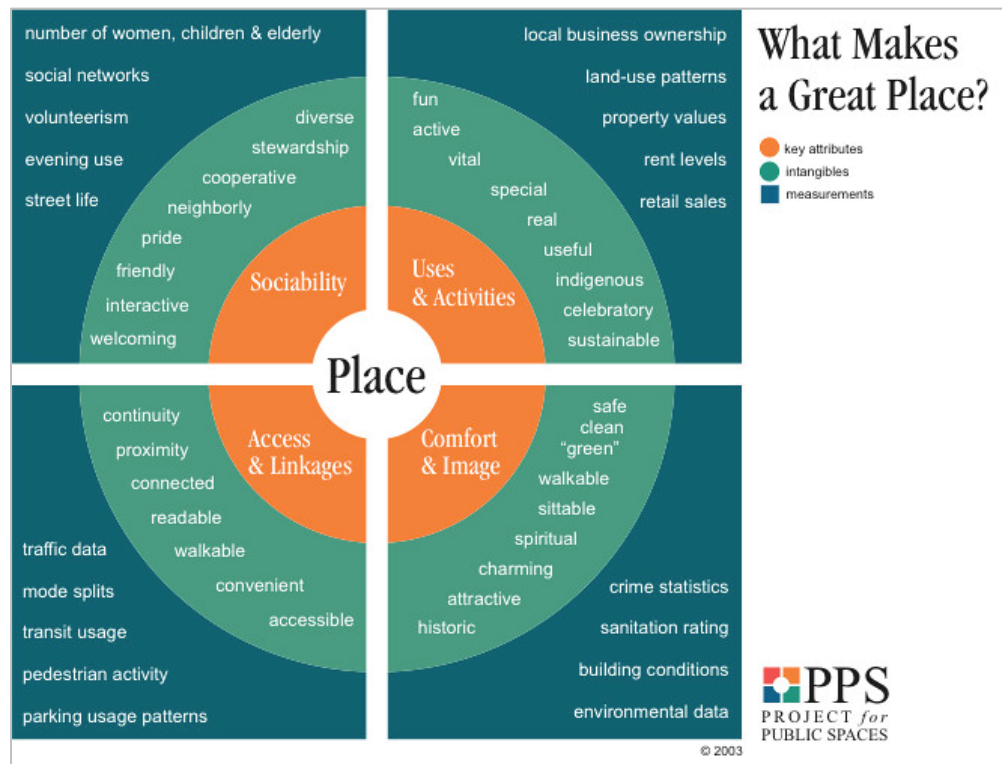 What Makes
a Great Place?
key attributes
intangibles
measurements
number of women, children & elderly
social networks
volunteerism
evening use
street life
diverse
stewardship
cooperative
neighborly
pride
friendly
interactive
welcoming
Sociability
local business ownership
land-use patterns
property values
rent levels
retail sales
fun
active
vital
special
real
useful
indigenous
celebratory
sustainable
Uses
& Activities
Place
Access
& Linkages
continuity
proximity
connected
readable
walkable
convenient
accessible
traffic data
mode splits
transit usage
pedestrian activity
parking usage patterns
Comfort
& Image
safe
clean
“green”
walkable
sittable
spiritual
charming
attractive
historic
crime statistics
sanitation rating
building conditions
environmental data
© 2003
PPS
PROJECT for
PUBLIC SPACES